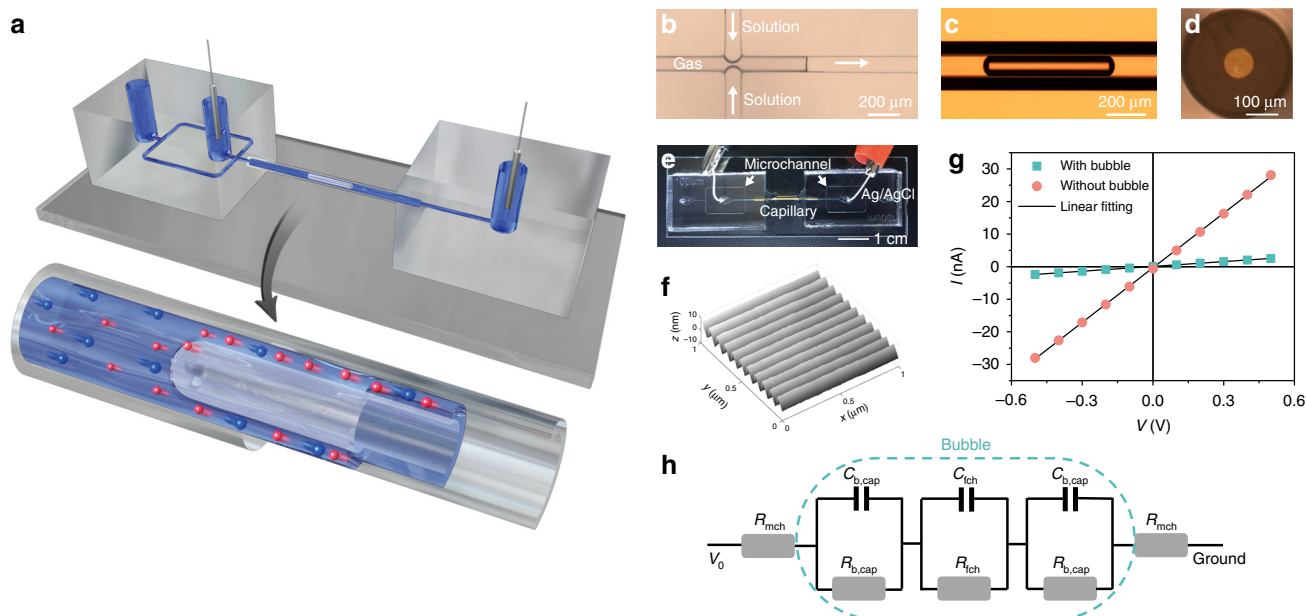 a
b
Solution
Gas
Solution
200 μm
c
200 μm
d
100 μm
e
Microchannel
Ag/AgCl
Capillary
1 cm
f
z (nm)
10
0
−10
1
y (μm)
0.5
0
0
0.5
x (μm)
1
g
With bubble
Without bubble
Linear fitting
I (nA)
30
20
10
0
−10
−20
−30
−0.6
−0.3
0.0
0.3
0.6
V (V)
h
Bubble
C_b,cap
C_fch
C_b,cap
R_mch
R_mch
V_0
Ground
R_b,cap
R_fch
R_b,cap